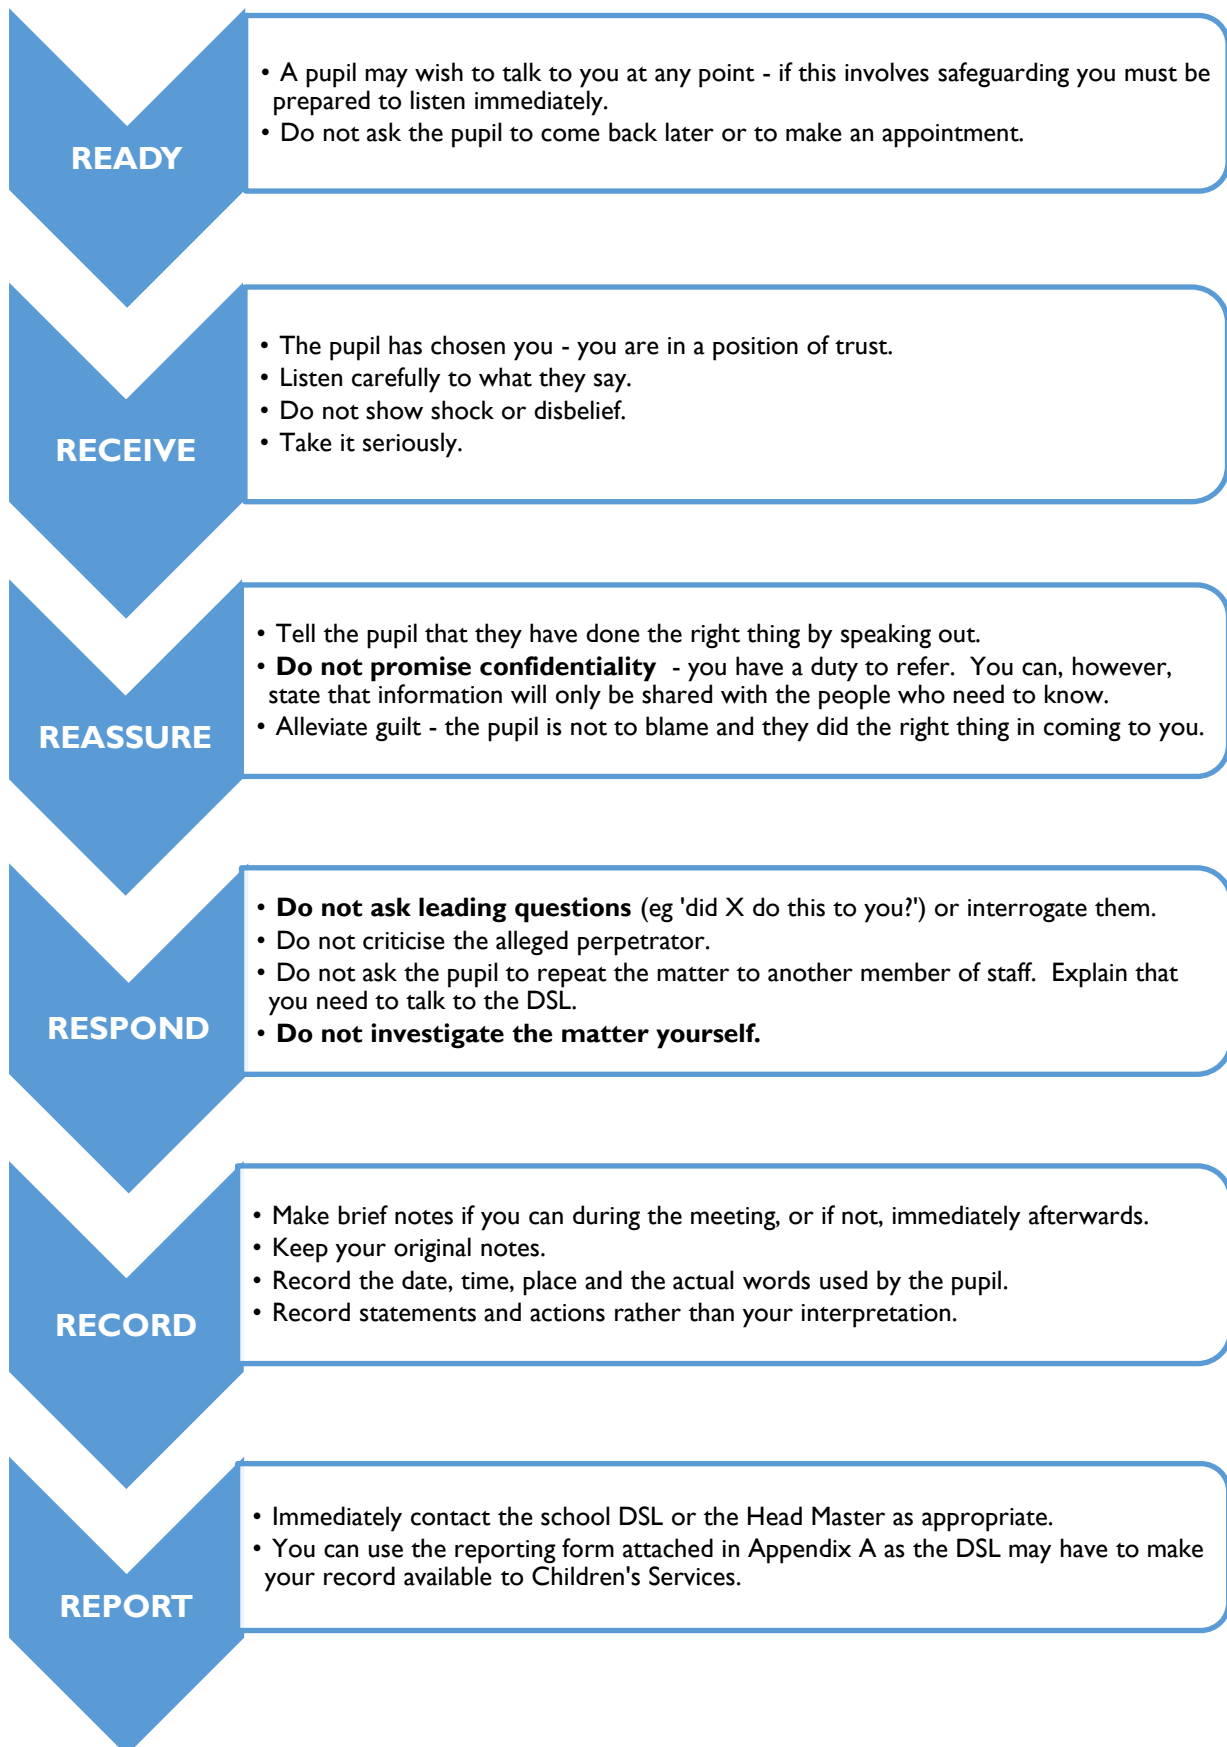 READY
• A pupil may wish to talk to you at any point - if this involves safeguarding you must be
prepared to listen immediately.
• Do not ask the pupil to come back later or to make an appointment.
RECEIVE
• The pupil has chosen you - you are in a position of trust.
• Listen carefully to what they say.
• Do not show shock or disbelief.
• Take it seriously.
REASSURE
• Tell the pupil that they have done the right thing by speaking out.
• Do not promise confidentiality - you have a duty to refer. You can, however,
state that information will only be shared with the people who need to know.
• Alleviate guilt - the pupil is not to blame and they did the right thing in coming to you.
RESPOND
• Do not ask leading questions (eg 'did X do this to you?') or interrogate them.
• Do not criticise the alleged perpetrator.
• Do not ask the pupil to repeat the matter to another member of staff. Explain that
you need to talk to the DSL.
• Do not investigate the matter yourself.
RECORD
• Make brief notes if you can during the meeting, or if not, immediately afterwards.
• Keep your original notes.
• Record the date, time, place and the actual words used by the pupil.
• Record statements and actions rather than your interpretation.
REPORT
• Immediately contact the school DSL or the Head Master as appropriate.
• You can use the reporting form attached in Appendix A as the DSL may have to make
your record available to Children's Services.